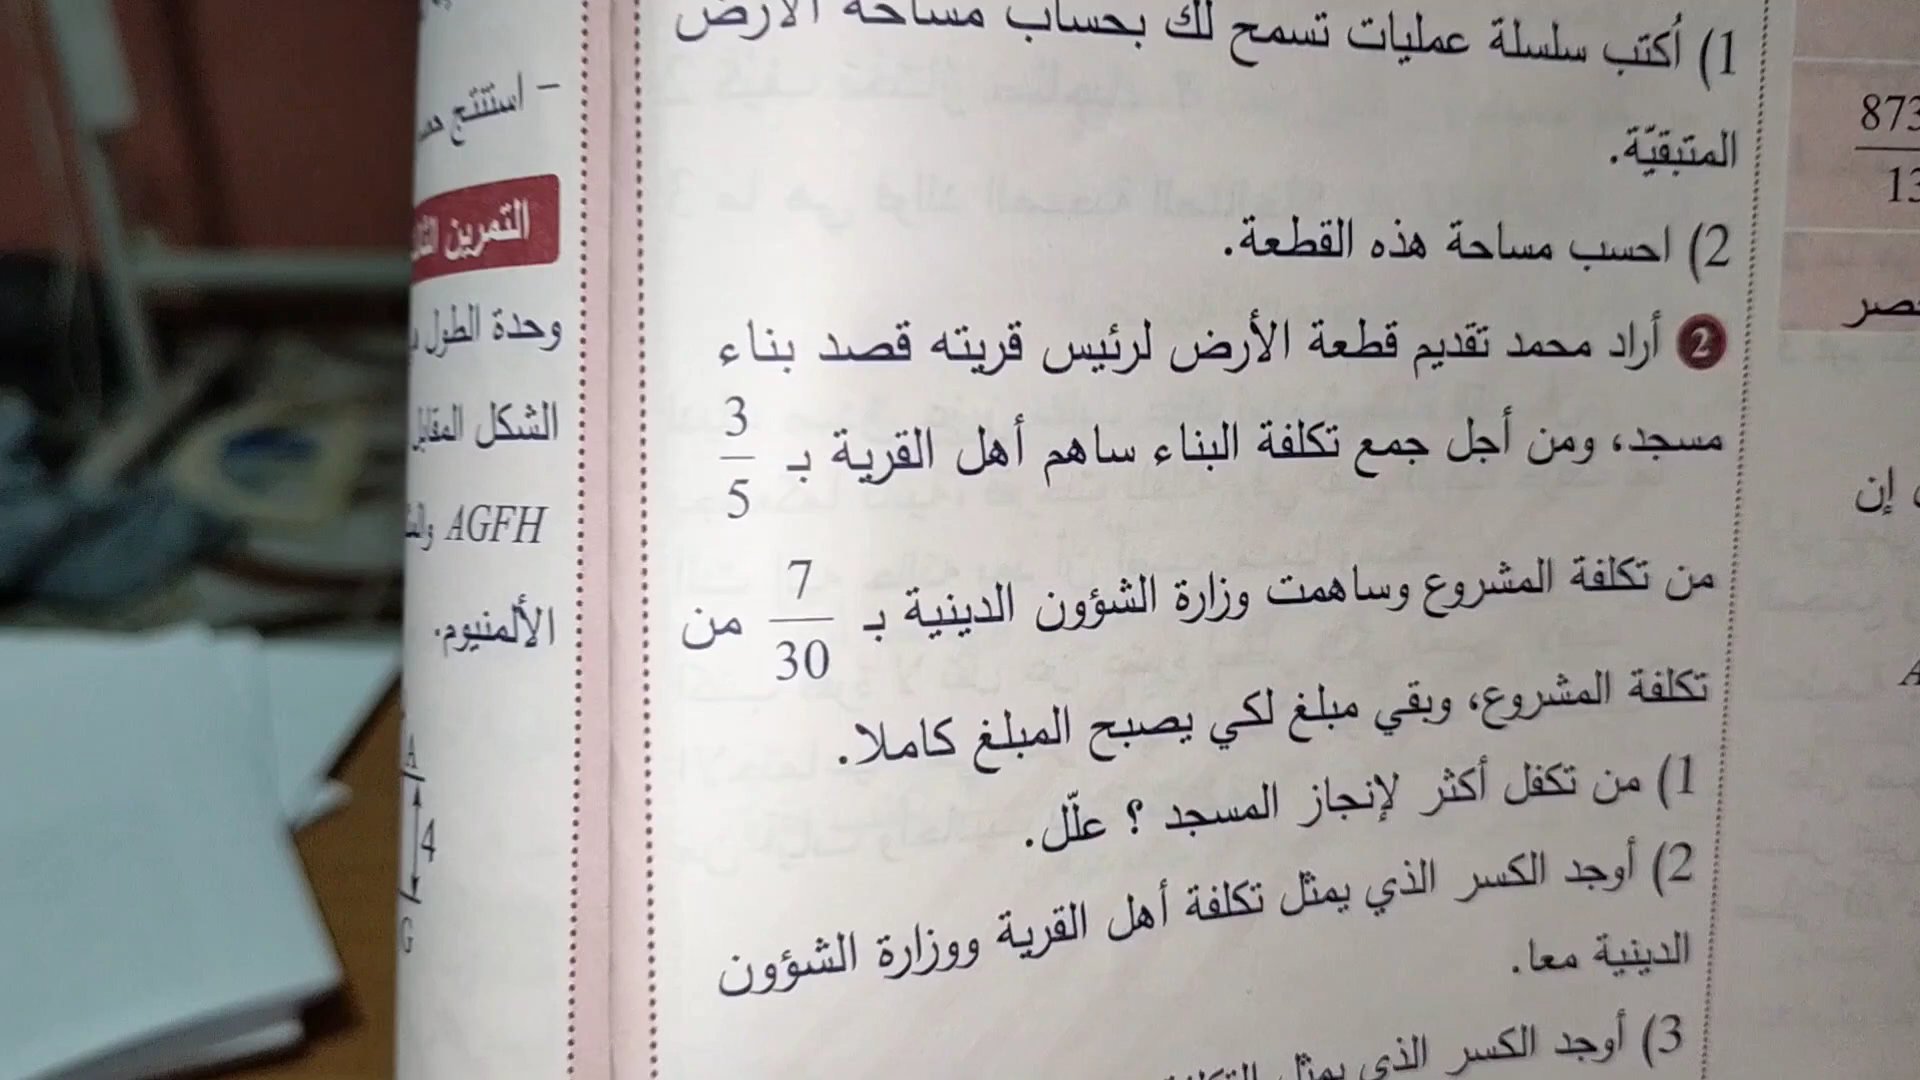 1) أكتب سلسلة عمليات تسمح لك بحساب مساحة الأرض
المتبقيّة.
2) احسب مساحة هذه القطعة.
2 أراد محمد تقديم قطعة الأرض لرئيس قريته قصد بناء
مسجد، ومن أجل جمع تكلفة البناء ساهم أهل القرية بـ 3/5
من تكلفة المشروع وساهمت وزارة الشؤون الدينية بـ 7/30 من
تكلفة المشروع، وبقي مبلغ لكي يصبح المبلغ كاملا.
1) من تكفل أكثر لإنجاز المسجد ؟ علّل.
2) أوجد الكسر الذي يمثل تكلفة أهل القرية ووزارة الشؤون
الدينية معا.
3) أوجد الكسر الذي يمثل
– استنتج
التمرين
وحدة الطول
الشكل المقابل
AGFH
الألمنيوم.
A
4
G
873
13
إن
A